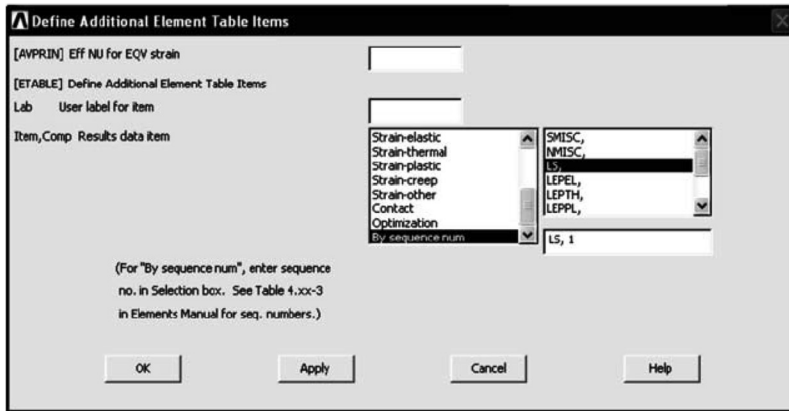 Define Additional Element Table Items
[AVPRIN] Eff NU for EQV strain
[ETABLE] Define Additional Element Table Items
Lab User label for item
Item,Comp Results data item
Strain-elastic
Strain-thermal
Strain-plastic
Strain-creep
Strain-other
Contact
Optimization
By sequence num
SMISC,
NMISC,
LS,
LEPEL,
LEPTH,
LEPPL,
LS, 1
(For "By sequence num", enter sequence
no. in Selection box. See Table 4.xx-3
in Elements Manual for seq. numbers.)
OK Apply Cancel Help